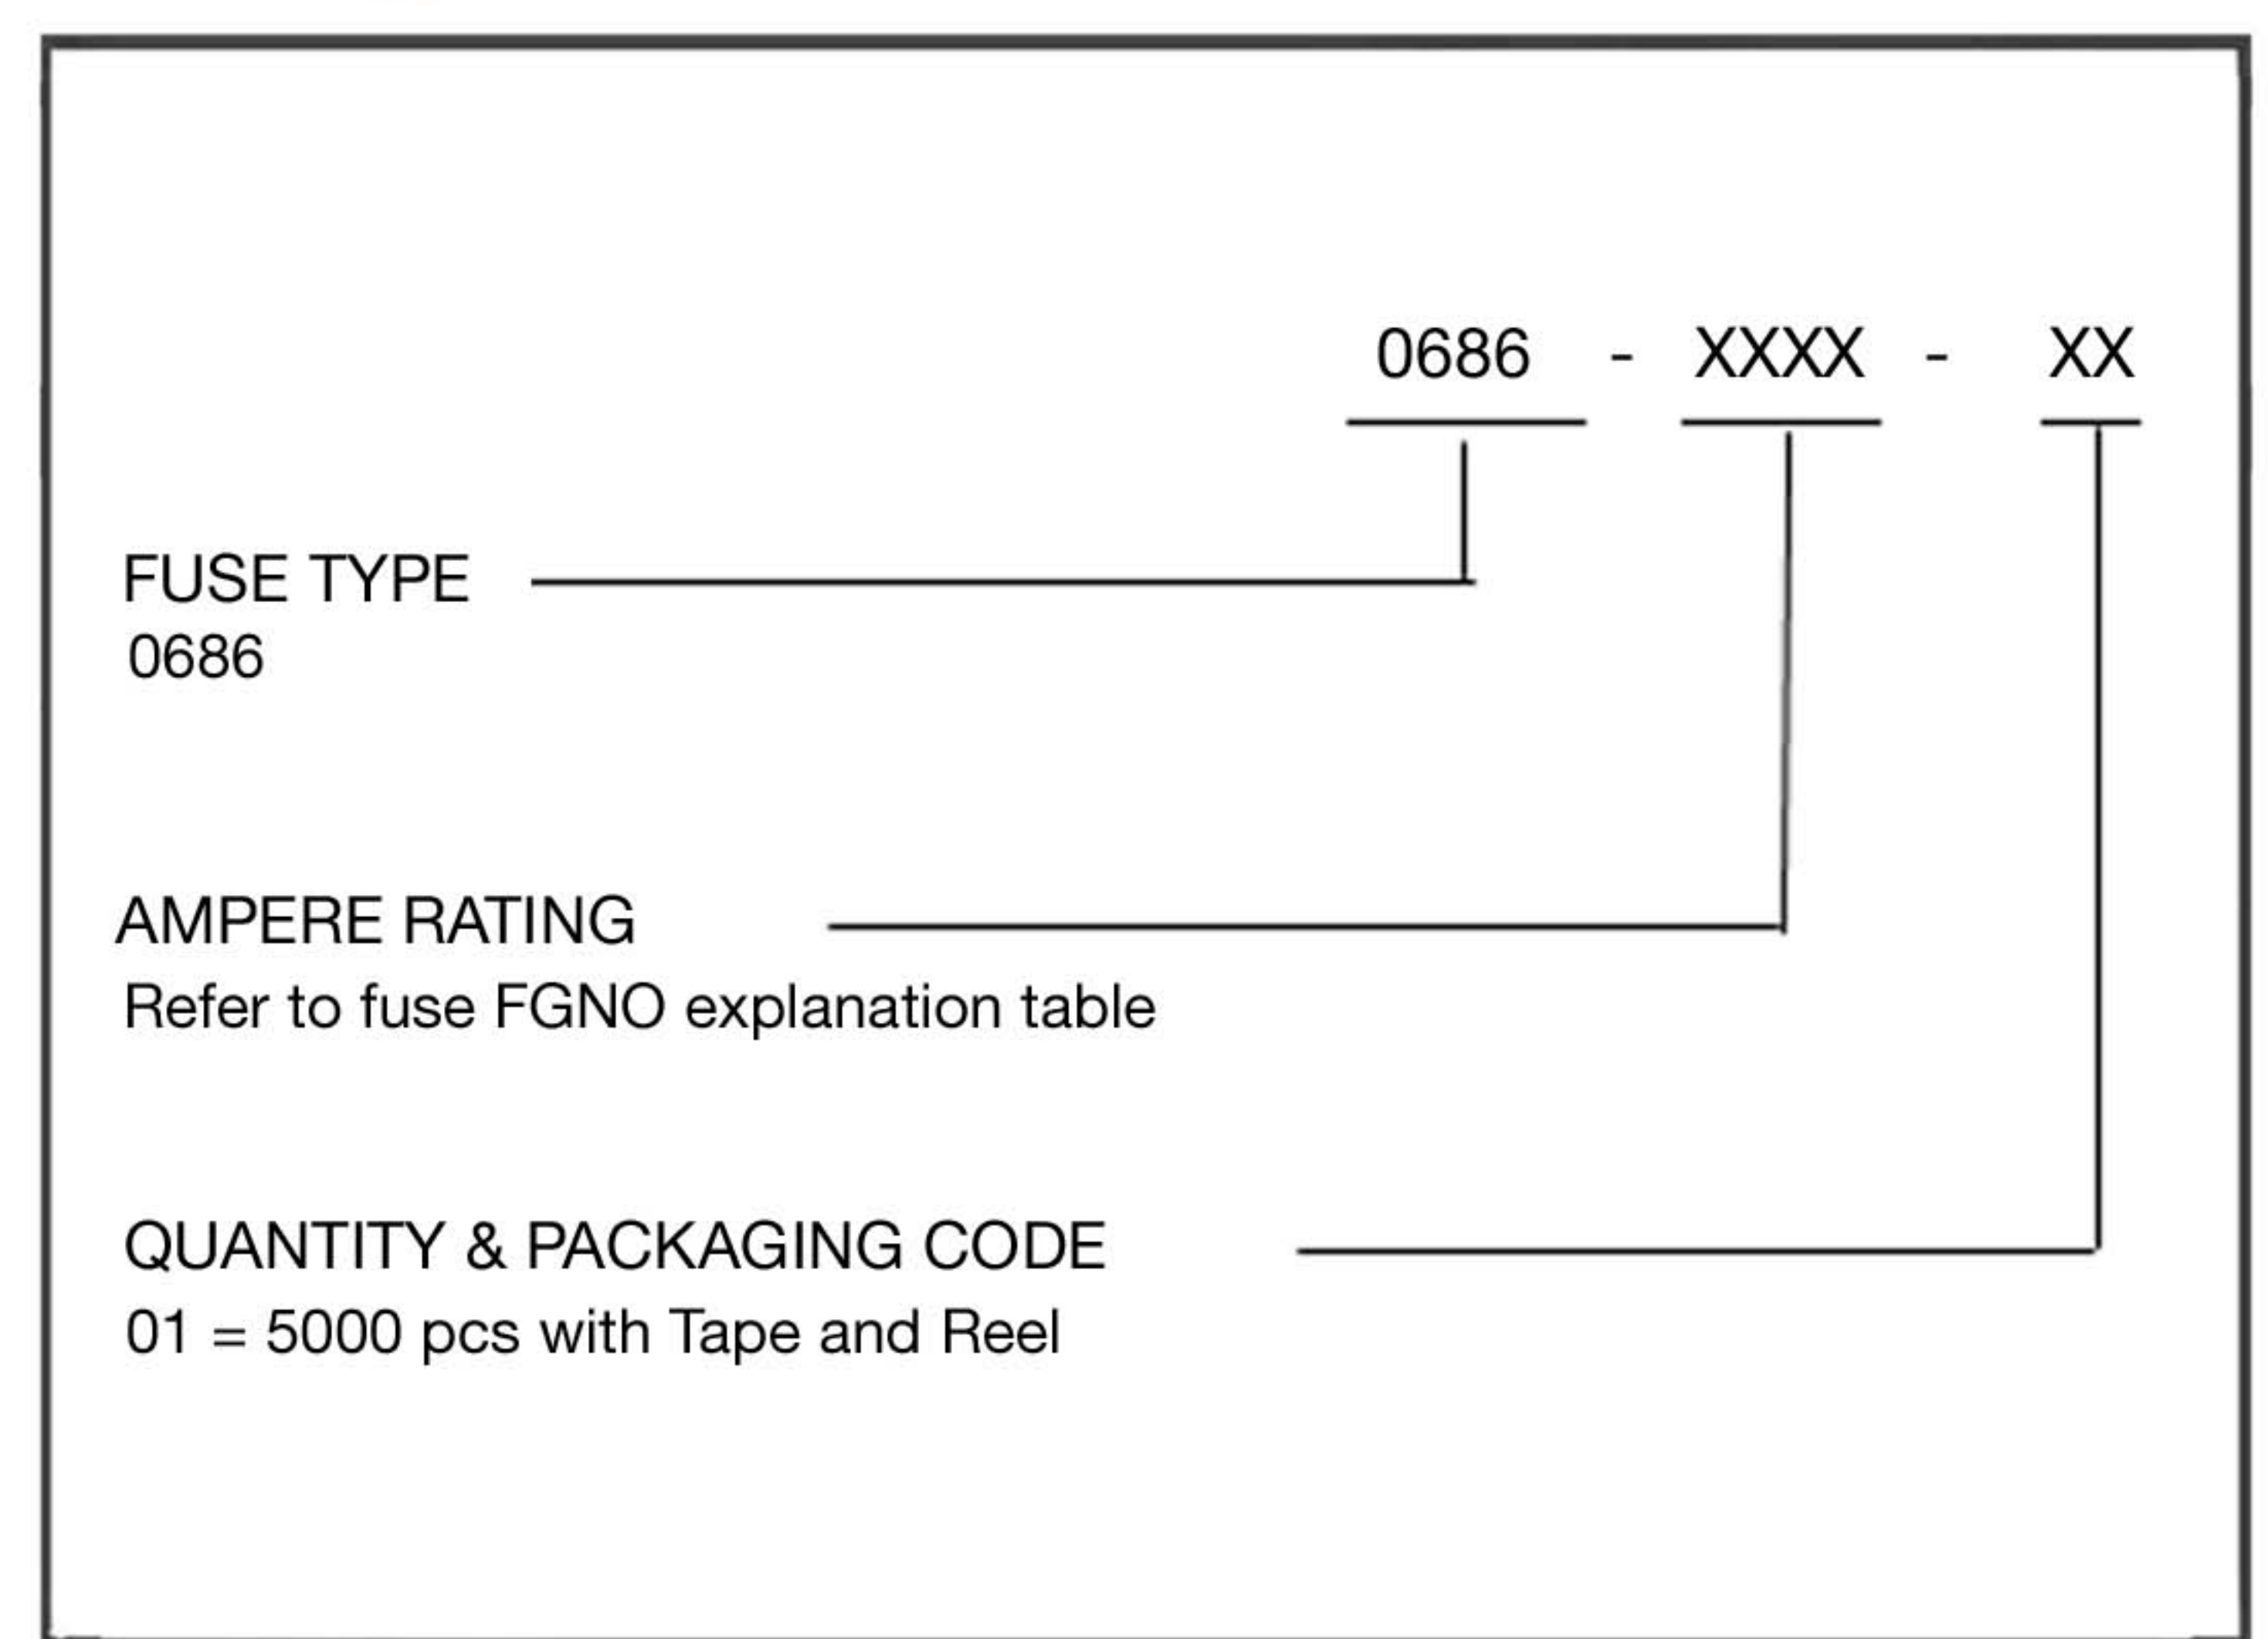 0686 - XXXX - XX
FUSE TYPE
0686
AMPERE RATING
Refer to fuse FGNO explanation table
QUANTITY & PACKAGING CODE
01 = 5000 pcs with Tape and Reel